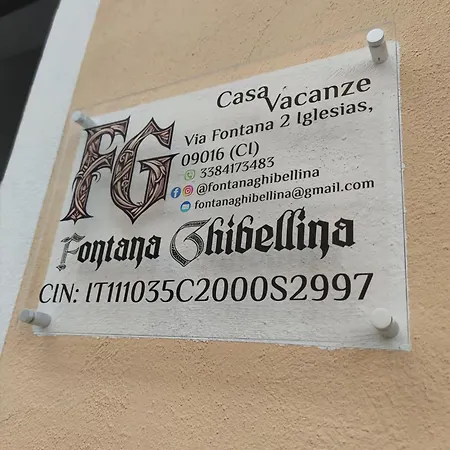 Casa
Vacanze
FG
Via Fontana 2 Iglesias,
09016 (CI)
3384173483
@fontanaghibellina
fontanaghibellina@gmail.com
Fontana Ghibellina
CIN: IT111035C2000S2997